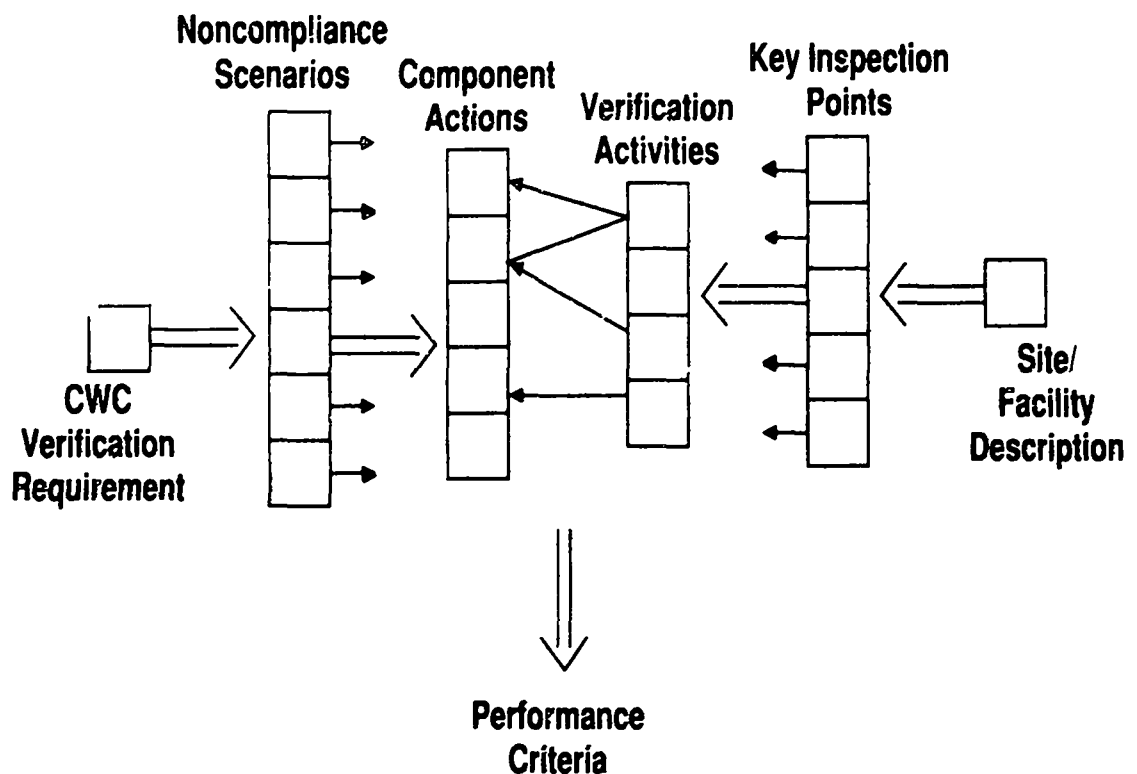 Noncompliance
Scenarios
Component
Actions
Verification
Activities
Key Inspection
Points
CWC
Verification
Requirement
Site/
Facility
Description
Performance
Criteria